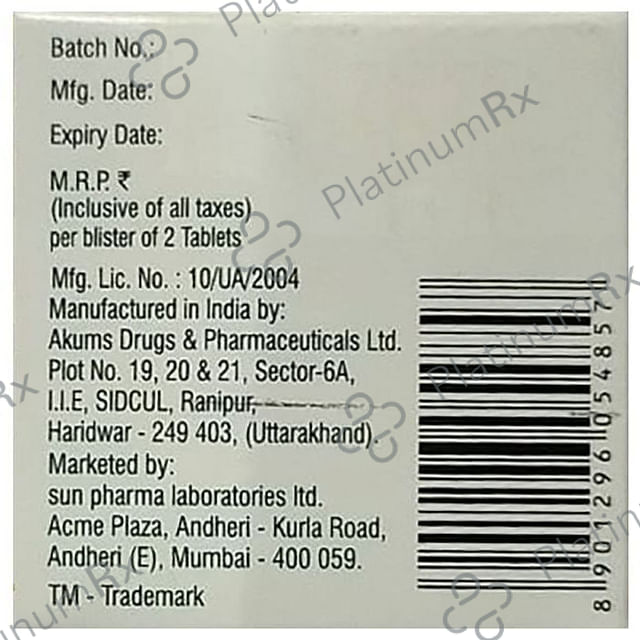 Batch No.:
Mfg. Date:
Expiry Date:
M.R.P. ₹
(Inclusive of all taxes)
per blister of 2 Tablets
Mfg. Lic. No. : 10/UA/2004
Manufactured in India by:
Akums Drugs & Pharmaceuticals Ltd.
Plot No. 19, 20 & 21, Sector-6A,
I.I.E, SIDCUL, Ranipur,
Haridwar - 249 403, (Uttarakhand).
Marketed by:
sun pharma laboratories ltd.
Acme Plaza, Andheri - Kurla Road,
Andheri (E), Mumbai - 400 059.
TM - Trademark
8 901296 054857
PlatinumRx
PlatinumRx